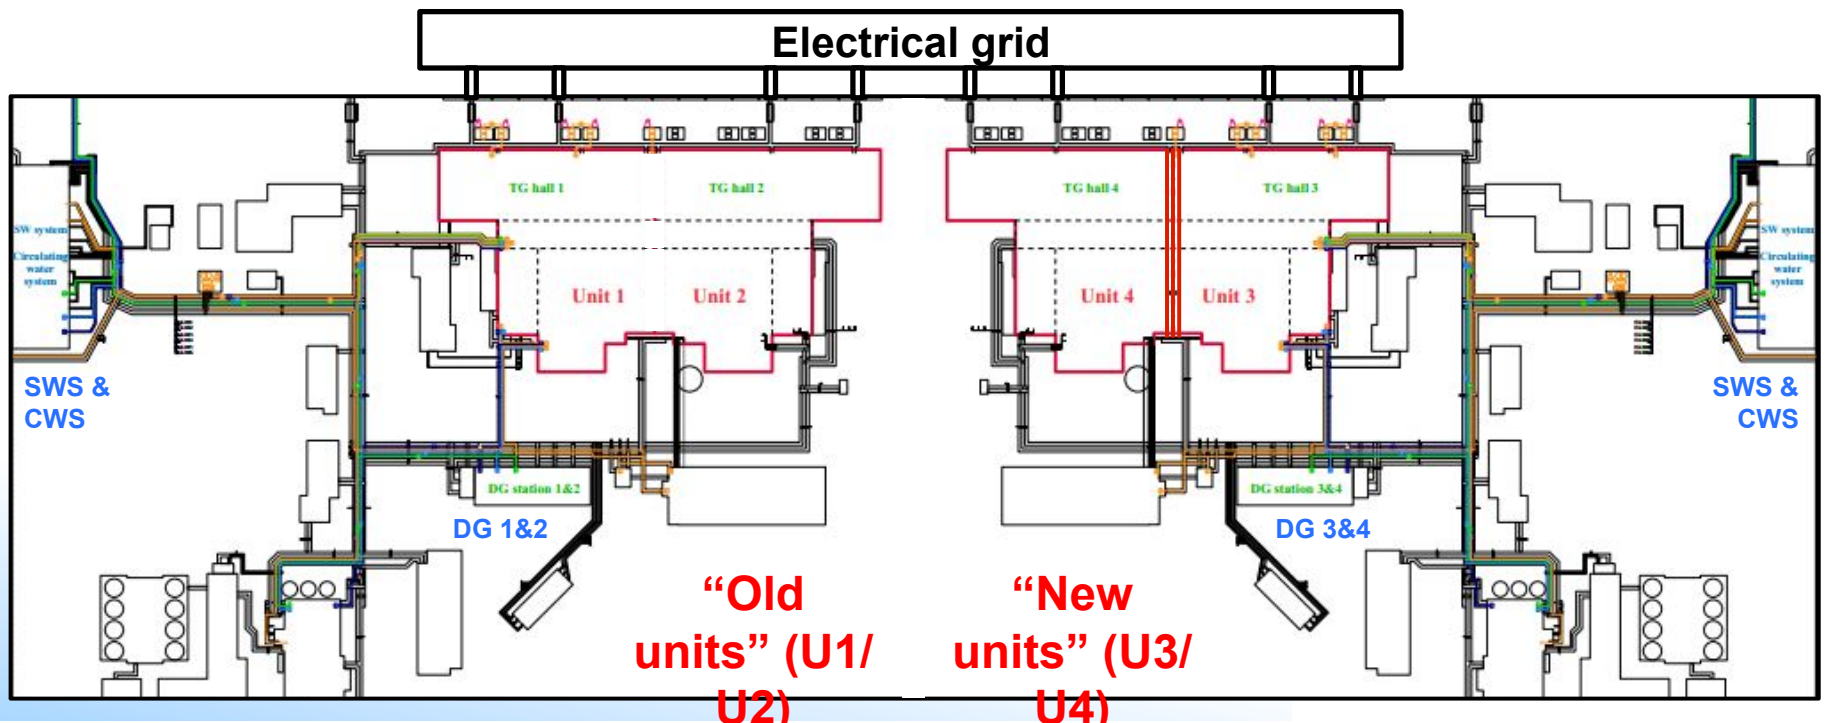 Electrical grid
TG hall 1
TG hall 2
TG hall 4
TG hall 3
SW system
Circulating
water
system
SW system
Circulating
water
system
Unit 1
Unit 2
Unit 4
Unit 3
SWS &
CWS
SWS &
CWS
DG station 1&2
DG station 3&4
DG 1&2
DG 3&4
“Old
units” (U1/
U2)
“New
units” (U3/
U4)